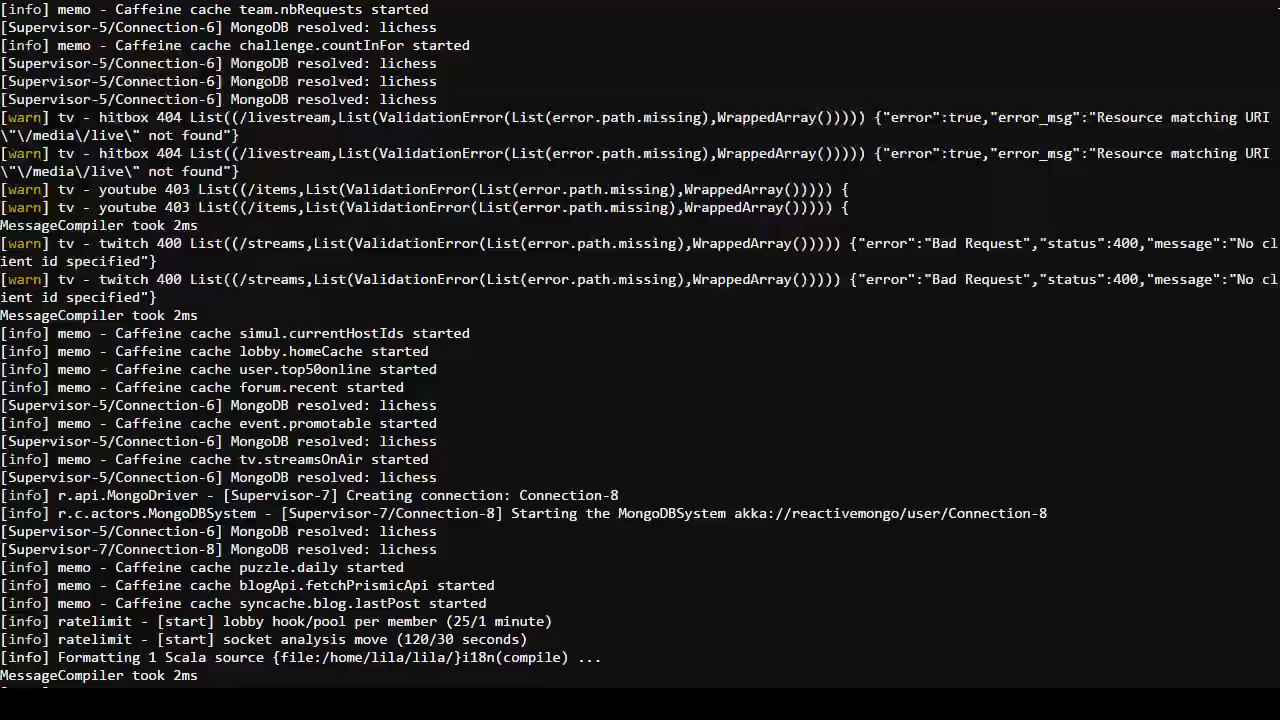 [info] memo - Caffeine cache team.nbRequests started
[Supervisor-5/Connection-6] MongoDB resolved: lichess
[info] memo - Caffeine cache challenge.countInFor started
[Supervisor-5/Connection-6] MongoDB resolved: lichess
[Supervisor-5/Connection-6] MongoDB resolved: lichess
[Supervisor-5/Connection-6] MongoDB resolved: lichess
[warn] tv - hitbox 404 List((/livestream,List(ValidationError(List(error.path.missing),WrappedArray())))) {"error":true,"error_msg":"Resource matching URI
\"\/media\/live\" not found"}
[warn] tv - hitbox 404 List((/livestream,List(ValidationError(List(error.path.missing),WrappedArray())))) {"error":true,"error_msg":"Resource matching URI
\"\/media\/live\" not found"}
[warn] tv - youtube 403 List((/items,List(ValidationError(List(error.path.missing),WrappedArray())))) {
[warn] tv - youtube 403 List((/items,List(ValidationError(List(error.path.missing),WrappedArray())))) {
MessageCompiler took 2ms
[warn] tv - twitch 400 List((/streams,List(ValidationError(List(error.path.missing),WrappedArray())))) {"error":"Bad Request","status":400,"message":"No cl
ient id specified"}
[warn] tv - twitch 400 List((/streams,List(ValidationError(List(error.path.missing),WrappedArray())))) {"error":"Bad Request","status":400,"message":"No cl
ient id specified"}
MessageCompiler took 2ms
[info] memo - Caffeine cache simul.currentHostIds started
[info] memo - Caffeine cache lobby.homeCache started
[info] memo - Caffeine cache user.top50online started
[info] memo - Caffeine cache forum.recent started
[Supervisor-5/Connection-6] MongoDB resolved: lichess
[info] memo - Caffeine cache event.promotable started
[Supervisor-5/Connection-6] MongoDB resolved: lichess
[info] memo - Caffeine cache tv.streamsOnAir started
[Supervisor-5/Connection-6] MongoDB resolved: lichess
[info] r.api.MongoDriver - [Supervisor-7] Creating connection: Connection-8
[info] r.c.actors.MongoDBSystem - [Supervisor-7/Connection-8] Starting the MongoDBSystem akka://reactivemongo/user/Connection-8
[Supervisor-5/Connection-6] MongoDB resolved: lichess
[Supervisor-7/Connection-8] MongoDB resolved: lichess
[info] memo - Caffeine cache puzzle.daily started
[info] memo - Caffeine cache blogApi.fetchPrismicApi started
[info] memo - Caffeine cache syncache.blog.lastPost started
[info] ratelimit - [start] lobby hook/pool per member (25/1 minute)
[info] ratelimit - [start] socket analysis move (120/30 seconds)
[info] Formatting 1 Scala source {file:/home/lila/lila/}i18n(compile) ...
MessageCompiler took 2ms